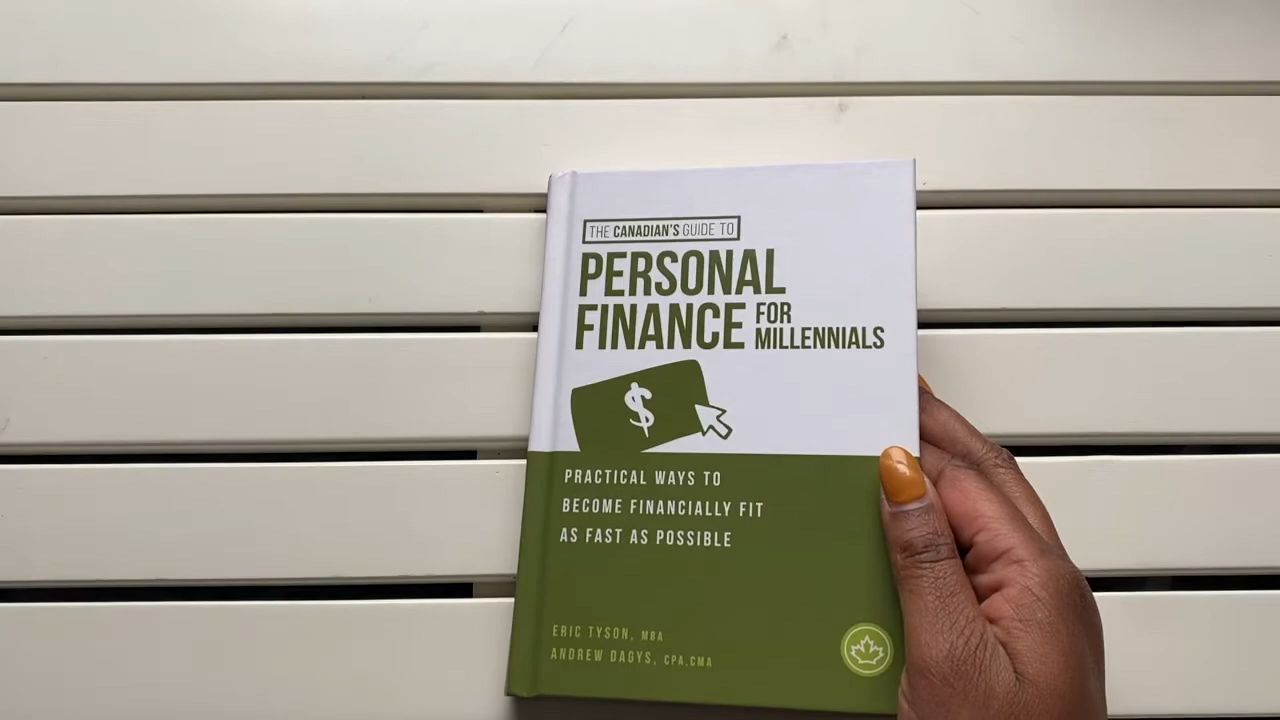 THE CANADIAN'S GUIDE TO
PERSONAL
FINANCE FOR
MILLENNIALS
$
PRACTICAL WAYS TO
BECOME FINANCIALLY FIT
AS FAST AS POSSIBLE
ERIC TYSON, MBA
ANDREW DAGYS, CPA,CMA